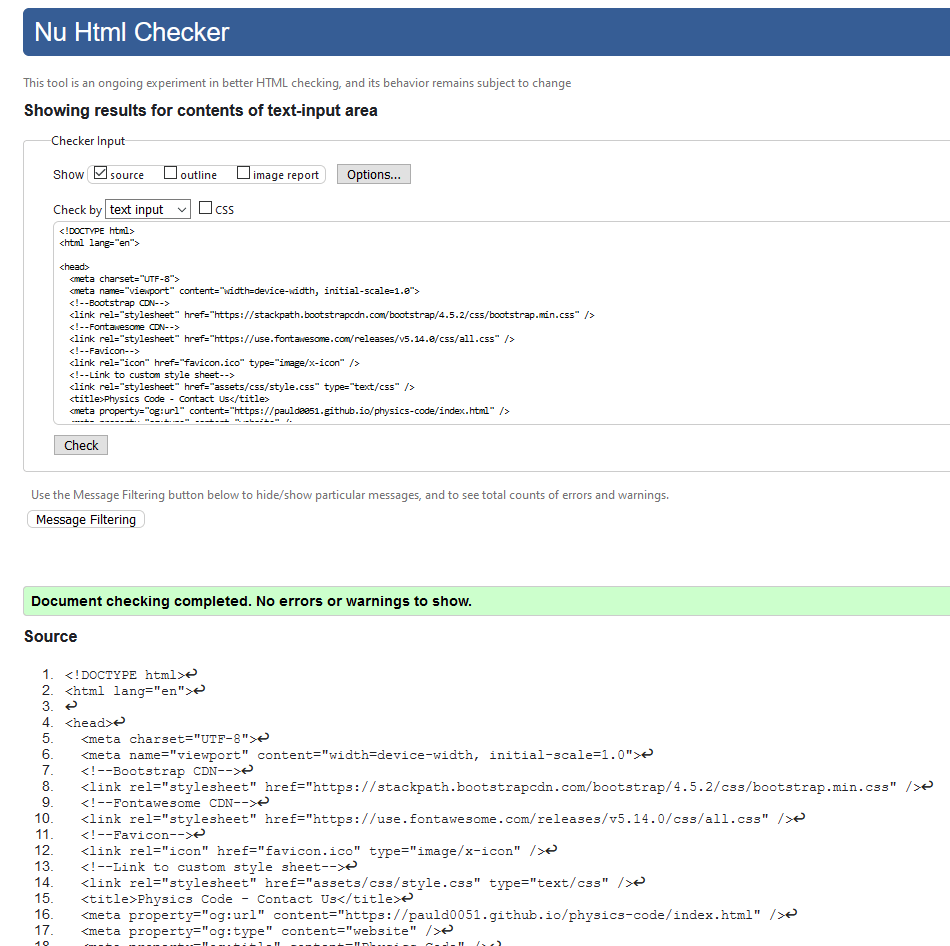 Nu Html Checker
This tool is an ongoing experiment in better HTML checking, and its behavior remains subject to change
Showing results for contents of text-input area
Checker Input
Show source outline image report Options...
Check by text input CSS
<!DOCTYPE html>
<html lang="en">
<head>
<meta charset="UTF-8">
<meta name="viewport" content="width=device-width, initial-scale=1.0">
<!--Bootstrap CDN-->
<link rel="stylesheet" href="https://stackpath.bootstrapcdn.com/bootstrap/4.5.2/css/bootstrap.min.css" />
<!--Fontawesome CDN-->
<link rel="stylesheet" href="https://use.fontawesome.com/releases/v5.14.0/css/all.css" />
<!--Favicon-->
<link rel="icon" href="favicon.ico" type="image/x-icon" />
<!--Link to custom style sheet-->
<link rel="stylesheet" href="assets/css/style.css" type="text/css" />
<title>Physics Code - Contact Us</title>
<meta property="og:url" content="https://pauld0051.github.io/physics-code/index.html" />
<meta property="og:type" content="website" />
Check
Use the Message Filtering button below to hide/show particular messages, and to see total counts of errors and warnings.
Message Filtering
Document checking completed. No errors or warnings to show.
Source
1. <!DOCTYPE html>↩
2. <html lang="en">↩
3. ↩
4. <head>↩
5. <meta charset="UTF-8">↩
6. <meta name="viewport" content="width=device-width, initial-scale=1.0">↩
7. <!--Bootstrap CDN-->↩
8. <link rel="stylesheet" href="https://stackpath.bootstrapcdn.com/bootstrap/4.5.2/css/bootstrap.min.css" />↩
9. <!--Fontawesome CDN-->↩
10. <link rel="stylesheet" href="https://use.fontawesome.com/releases/v5.14.0/css/all.css" />↩
11. <!--Favicon-->↩
12. <link rel="icon" href="favicon.ico" type="image/x-icon" />↩
13. <!--Link to custom style sheet-->↩
14. <link rel="stylesheet" href="assets/css/style.css" type="text/css" />↩
15. <title>Physics Code - Contact Us</title>↩
16. <meta property="og:url" content="https://pauld0051.github.io/physics-code/index.html" />↩
17. <meta property="og:type" content="website" />↩
18. <meta property="og:title" content="Physics Code" />↩